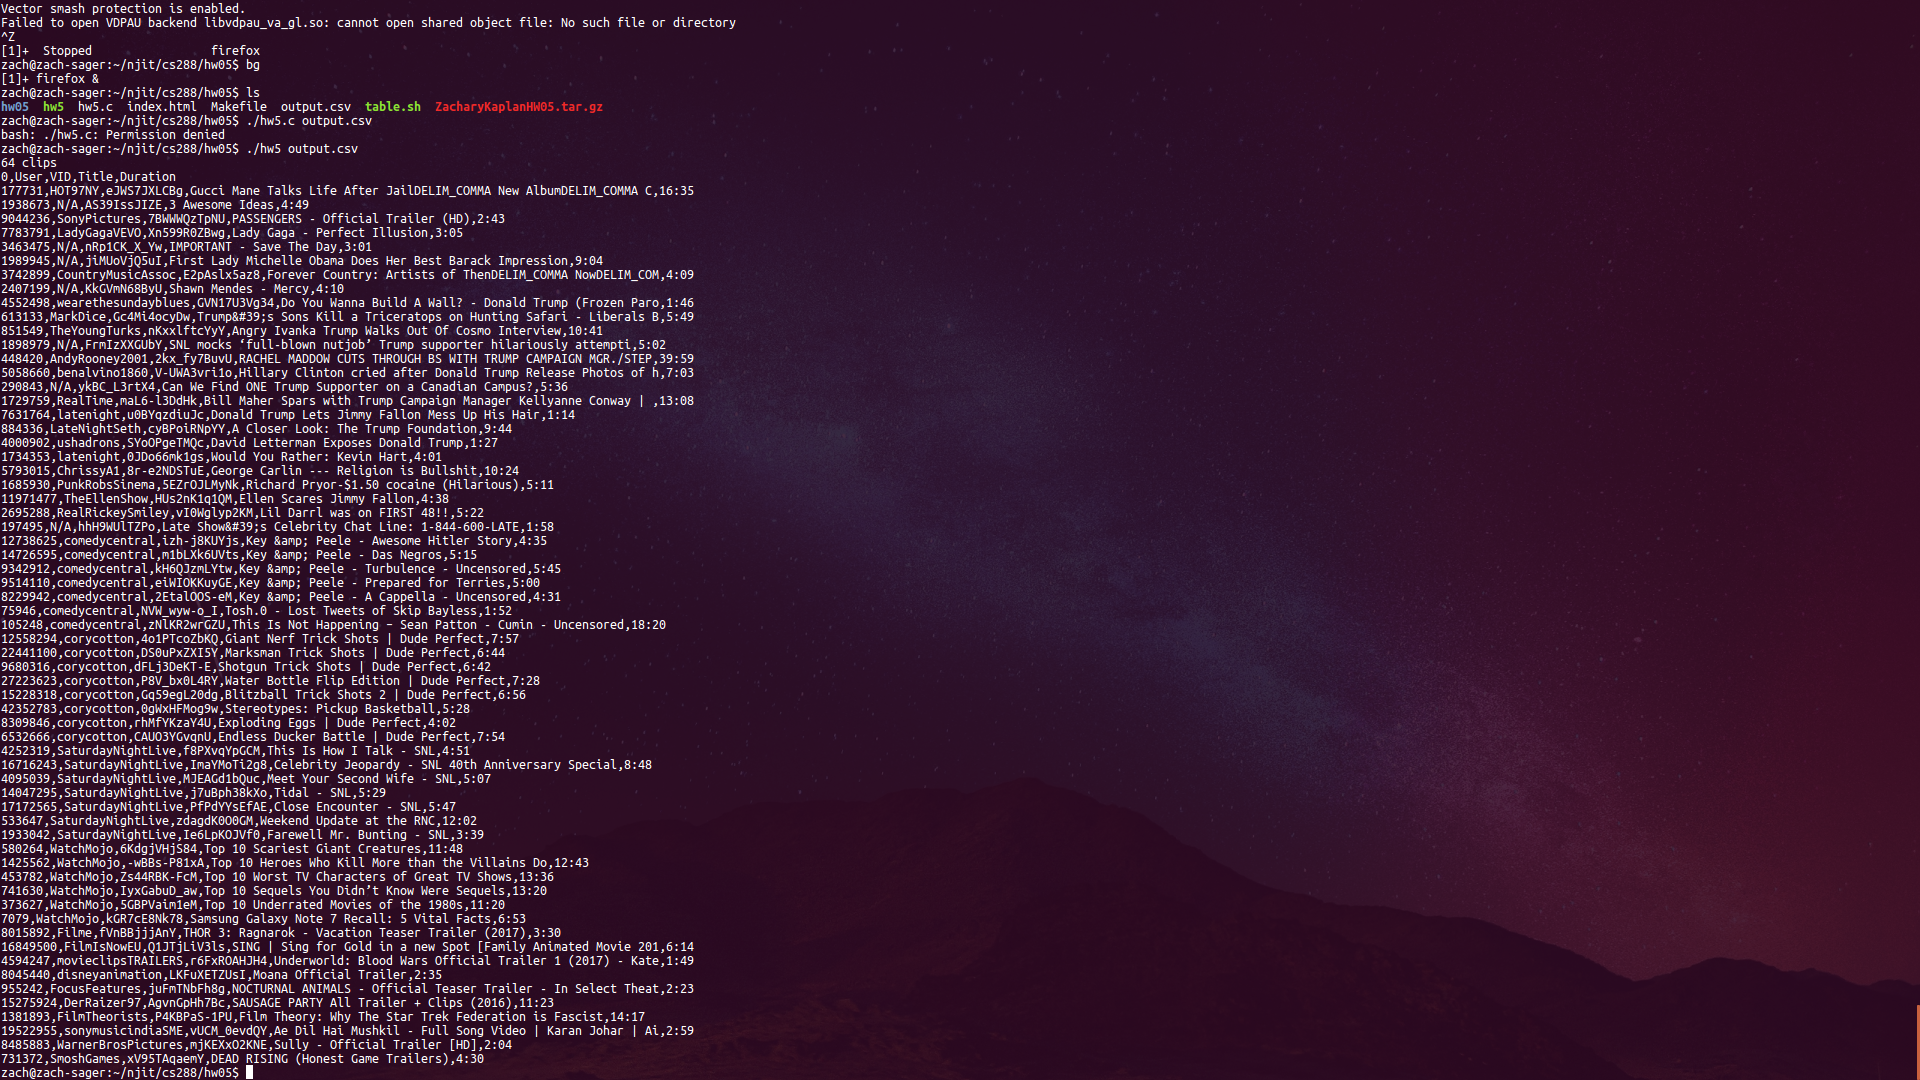 Vector smash protection is enabled.
Failed to open VDPAU backend libvdpau_va_gl.so: cannot open shared object file: No such file or directory
^Z
[1]+  Stopped                 firefox
zach@zach-sager:~/njit/cs288/hw05$ bg
[1]+ firefox &
zach@zach-sager:~/njit/cs288/hw05$ ls
hw05  hw5  hw5.c  index.html  Makefile  output.csv  table.sh  ZacharyKaplanHW05.tar.gz
zach@zach-sager:~/njit/cs288/hw05$ ./hw5.c output.csv
bash: ./hw5.c: Permission denied
zach@zach-sager:~/njit/cs288/hw05$ ./hw5 output.csv
64 clips
0,User,VID,Title,Duration
177731,HOT97NY,eJWS7JXLCBg,Gucci Mane Talks Life After JailDELIM_COMMA New AlbumDELIM_COMMA C,16:35
1938673,N/A,AS39IssJIZE,3 Awesome Ideas,4:49
9044236,SonyPictures,7BWWWQzTpNU,PASSENGERS - Official Trailer (HD),2:43
7783791,LadyGagaVEVO,Xn599R0ZBwg,Lady Gaga - Perfect Illusion,3:05
3463475,N/A,nRp1CK_X_Yw,IMPORTANT - Save The Day,3:01
1989945,N/A,jiMUoVjQ5uI,First Lady Michelle Obama Does Her Best Barack Impression,9:04
3742899,CountryMusicAssoc,E2pAslx5az8,Forever Country: Artists of ThenDELIM_COMMA NowDELIM_COM,4:09
2407199,N/A,KkGVmN68ByU,Shawn Mendes - Mercy,4:10
4552498,wearethesundayblues,GVN17U3Vg34,Do You Wanna Build A Wall? - Donald Trump (Frozen Paro,1:46
613133,MarkDice,Gc4Mi4ocyDw,Trump&#39;s Sons Kill a Triceratops on Hunting Safari - Liberals B,5:49
851549,TheYoungTurks,nKxxlftcYyY,Angry Ivanka Trump Walks Out Of Cosmo Interview,10:41
1898979,N/A,FrmIzXXGUbY,SNL mocks ‘full-blown nutjob’ Trump supporter hilariously attempti,5:02
448420,AndyRooney2001,2kx_fy7BuvU,RACHEL MADDOW CUTS THROUGH BS WITH TRUMP CAMPAIGN MGR./STEP,39:59
5058660,benalvino1860,V-UWA3vri1o,Hillary Clinton cried after Donald Trump Release Photos of h,7:03
290843,N/A,ykBC_L3rtX4,Can We Find ONE Trump Supporter on a Canadian Campus?,5:36
1729759,RealTime,maL6-l3DdHk,Bill Maher Spars with Trump Campaign Manager Kellyanne Conway | ,13:08
7631764,latenight,u0BYqzdiuJc,Donald Trump Lets Jimmy Fallon Mess Up His Hair,1:14
884336,LateNightSeth,cyBPoiRNpYY,A Closer Look: The Trump Foundation,9:44
4000902,ushadrons,SYoOPgeTMQc,David Letterman Exposes Donald Trump,1:27
1734353,latenight,0JDo66mk1gs,Would You Rather: Kevin Hart,4:01
5793015,ChrissyA1,8r-e2NDSTuE,George Carlin --- Religion is Bullshit,10:24
1685930,PunkRobsSinema,5EZrOJLMyNk,Richard Pryor-$1.50 cocaine (Hilarious),5:11
11971477,TheEllenShow,HUs2nK1q1QM,Ellen Scares Jimmy Fallon,4:38
2695288,RealRickeySmiley,vI0Wglyp2KM,Lil Darrl was on FIRST 48!!,5:22
197495,N/A,hhH9WUlTZPo,Late Show&#39;s Celebrity Chat Line: 1-844-600-LATE,1:58
12738625,comedycentral,izh-j8KUYjs,Key &amp; Peele - Awesome Hitler Story,4:35
14726595,comedycentral,m1bLXk6UVts,Key &amp; Peele - Das Negros,5:15
9342912,comedycentral,kH6QJzmLYtw,Key &amp; Peele - Turbulence - Uncensored,5:45
9514110,comedycentral,eiWIOKKuyGE,Key &amp; Peele - Prepared for Terries,5:00
8229942,comedycentral,2EtalOOS-eM,Key &amp; Peele - A Cappella - Uncensored,4:31
75946,comedycentral,NVW_wyw-o_I,Tosh.0 - Lost Tweets of Skip Bayless,1:52
105248,comedycentral,zNlKR2wrGZU,This Is Not Happening – Sean Patton - Cumin - Uncensored,18:20
12558294,corycotton,4o1PTcoZbKQ,Giant Nerf Trick Shots | Dude Perfect,7:57
22441100,corycotton,DS0uPxZXI5Y,Marksman Trick Shots | Dude Perfect,6:44
9680316,corycotton,dFLj3DeKT-E,Shotgun Trick Shots | Dude Perfect,6:42
27223623,corycotton,P8V_bx0L4RY,Water Bottle Flip Edition | Dude Perfect,7:28
15228318,corycotton,Gq59egL20dg,Blitzball Trick Shots 2 | Dude Perfect,6:56
42352783,corycotton,0gWxHFMog9w,Stereotypes: Pickup Basketball,5:28
8309846,corycotton,rhMfYKzaY4U,Exploding Eggs | Dude Perfect,4:02
6532666,corycotton,CAUO3YGvqnU,Endless Ducker Battle | Dude Perfect,7:54
4252319,SaturdayNightLive,f8PXvqYpGCM,This Is How I Talk - SNL,4:51
16716243,SaturdayNightLive,ImaYMoTi2g8,Celebrity Jeopardy - SNL 40th Anniversary Special,8:48
4095039,SaturdayNightLive,MJEAGd1bQuc,Meet Your Second Wife - SNL,5:07
14047295,SaturdayNightLive,j7uBph38kXo,Tidal - SNL,5:29
17172565,SaturdayNightLive,PfPdYYsEfAE,Close Encounter - SNL,5:47
533647,SaturdayNightLive,zdagdK0O0GM,Weekend Update at the RNC,12:02
1933042,SaturdayNightLive,Ie6LpKOJVf0,Farewell Mr. Bunting - SNL,3:39
580264,WatchMojo,6KdgjVHjS84,Top 10 Scariest Giant Creatures,11:48
1425562,WatchMojo,-wBBs-P81xA,Top 10 Heroes Who Kill More than the Villains Do,12:43
453782,WatchMojo,Zs44RBK-FcM,Top 10 Worst TV Characters of Great TV Shows,13:36
741630,WatchMojo,IyxGabuD_aw,Top 10 Sequels You Didn’t Know Were Sequels,13:20
373627,WatchMojo,5GBPVaim1eM,Top 10 Underrated Movies of the 1980s,11:20
7079,WatchMojo,kGR7cE8Nk78,Samsung Galaxy Note 7 Recall: 5 Vital Facts,6:53
8015892,Filme,fVnBBjjjAnY,THOR 3: Ragnarok - Vacation Teaser Trailer (2017),3:30
16849500,FilmIsNowEU,Q1JTjLiV3ls,SING | Sing for Gold in a new Spot [Family Animated Movie 201,6:14
4594247,movieclipsTRAILERS,r6FxROAHJH4,Underworld: Blood Wars Official Trailer 1 (2017) - Kate,1:49
8045440,disneyanimation,LKFuXETZUsI,Moana Official Trailer,2:35
955242,FocusFeatures,juFmTNbFh8g,NOCTURNAL ANIMALS - Official Teaser Trailer - In Select Theat,2:23
15275924,DerRaizer97,AgvnGpHh7Bc,SAUSAGE PARTY All Trailer + Clips (2016),11:23
1381893,FilmTheorists,P4KBPaS-1PU,Film Theory: Why The Star Trek Federation is Fascist,14:17
19522955,sonymusicindiaSME,vUCM_0evdQY,Ae Dil Hai Mushkil - Full Song Video | Karan Johar | Ai,2:59
8485883,WarnerBrosPictures,mjKEXxO2KNE,Sully - Official Trailer [HD],2:04
731372,SmoshGames,xV95TAqaemY,DEAD RISING (Honest Game Trailers),4:30
zach@zach-sager:~/njit/cs288/hw05$